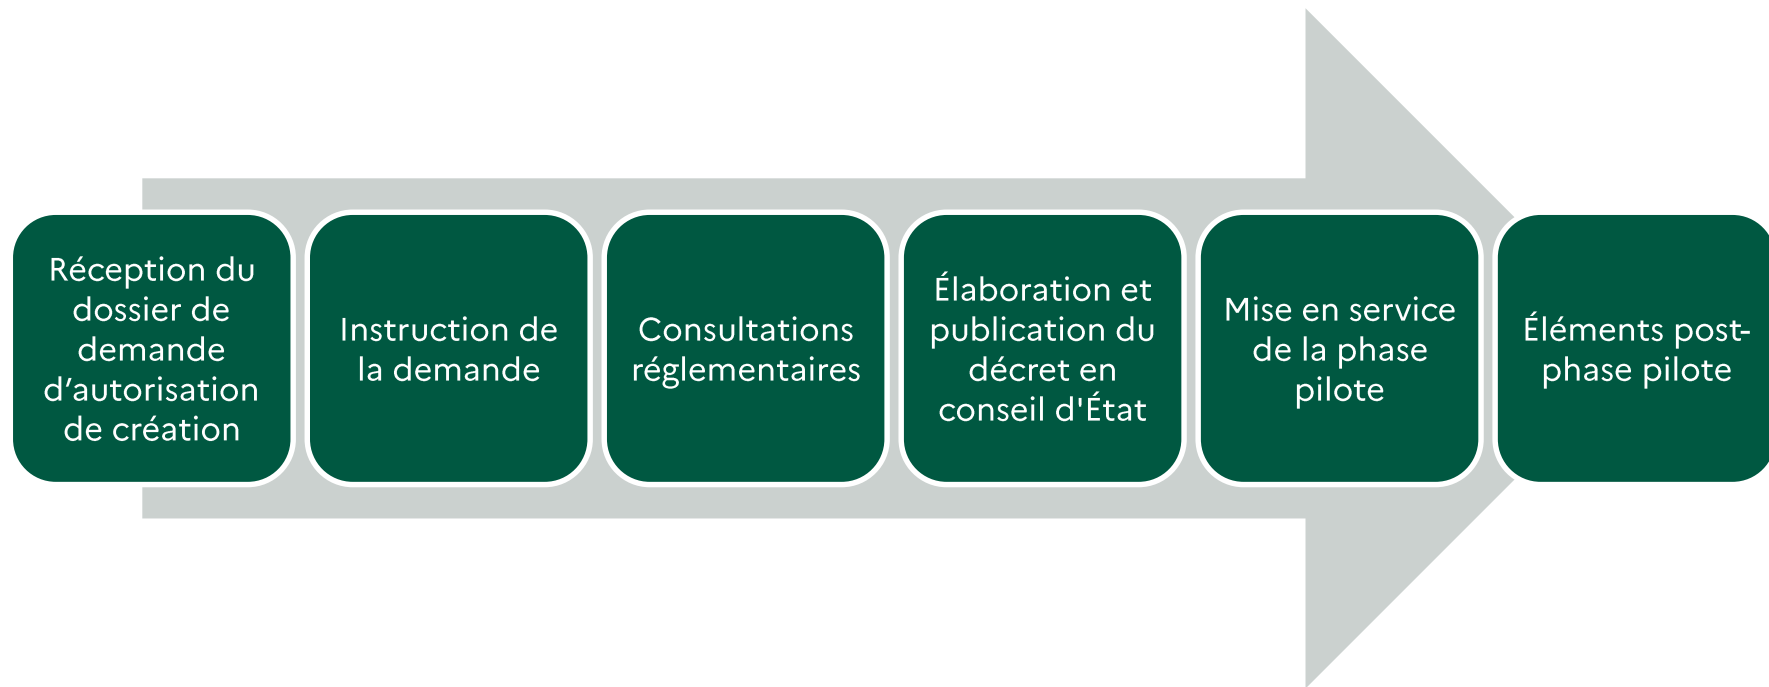 Réception du
dossier de
demande
d’autorisation
de création
Instruction de
la demande
Consultations
réglementaires
Élaboration et
publication du
décret en
conseil d'État
Mise en service
de la phase
pilote
Éléments post-
phase pilote